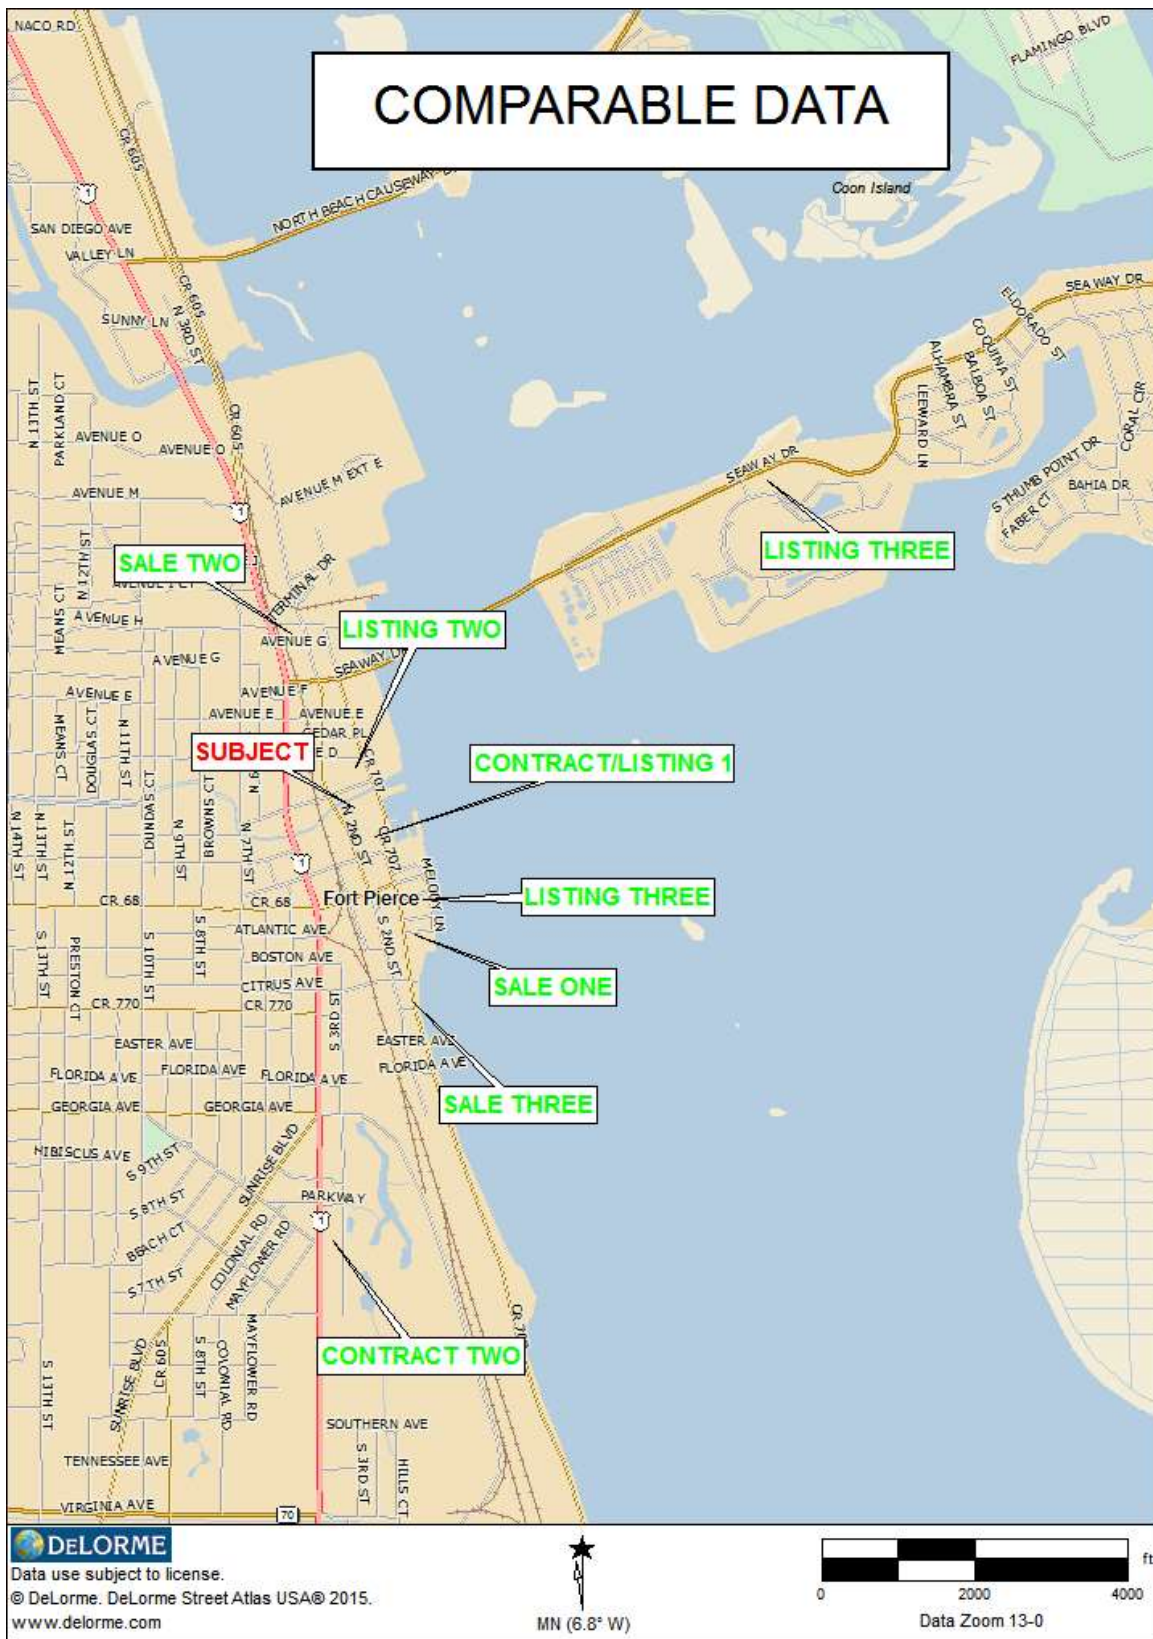 NACO RD
FLAMINGO BLVD
COMPARABLE DATA
CR 605
1
NORTH BEACH CAUSEWAY
Coon Island
SAN DIEGO AVE
VALLEY LN
CR 605
SEAWAY DR
SUNNY LN
N 3RD ST
ELDORADO ST
COQUINA ST
BALBOA ST
ALHAMBRA ST
LEEWARD LN
CORAL CIR
N 13TH ST
PARKLAND CT
CR 605
AVENUE O
AVENUE O
SEAWAY DR
S THUMB POINT DR
AVENUE M EXT E
AVENUE M
BAHIA DR
FABER CT
1
LISTING THREE
SALE TWO
N 12TH ST
TERMINAL DR
MEANS CT
AVENUE H
LISTING TWO
AVENUE G
AVENUE G
SEAWAY DR
AVENUE F
AVENUE E
AVENUE E
AVENUE E
CEDAR PL
MEANS CT
DOUGLAS CT
N 11TH ST
SUBJECT
E D
CR 707
CONTRACT/LISTING 1
DUNDAS CT
BROWNS CT
N 14TH ST
N 13TH ST
N 12TH ST
N 9TH ST
N 7TH ST
N 2ND ST
CR 707
1
MELODY LN
CR 68
CR 68
Fort Pierce
LISTING THREE
S 13TH ST
PRESTON CT
S 10TH ST
S 8TH ST
ATLANTIC AVE
S 2ND ST
BOSTON AVE
CITRUS AVE
SALE ONE
CR 770
CR 770
S 3RD ST
EASTER AVE
EASTER AVE
FLORIDA AVE
FLORIDA AVE
FLORIDA AVE
FLORIDA AVE
GEORGIA AVE
GEORGIA AVE
SALE THREE
HIBISCUS AVE
S 9TH ST
SUNRISE BLVD
S 8TH ST
PARKWAY
BEACH CT
COLONIAL RD
MAYFLOWER RD
1
S 7TH ST
SUNRISE BLVD
CR 605
S 8TH ST
COLONIAL RD
MAYFLOWER RD
CONTRACT TWO
S 13TH ST
SOUTHERN AVE
TENNESSEE AVE
S 3RD ST
HILLS CT
VIRGINIA AVE
70
DELORME
Data use subject to license.
© DeLorme. DeLorme Street Atlas USA® 2015.
www.delorme.com
MN (6.8° W)
ft
0 2000 4000
Data Zoom 13-0